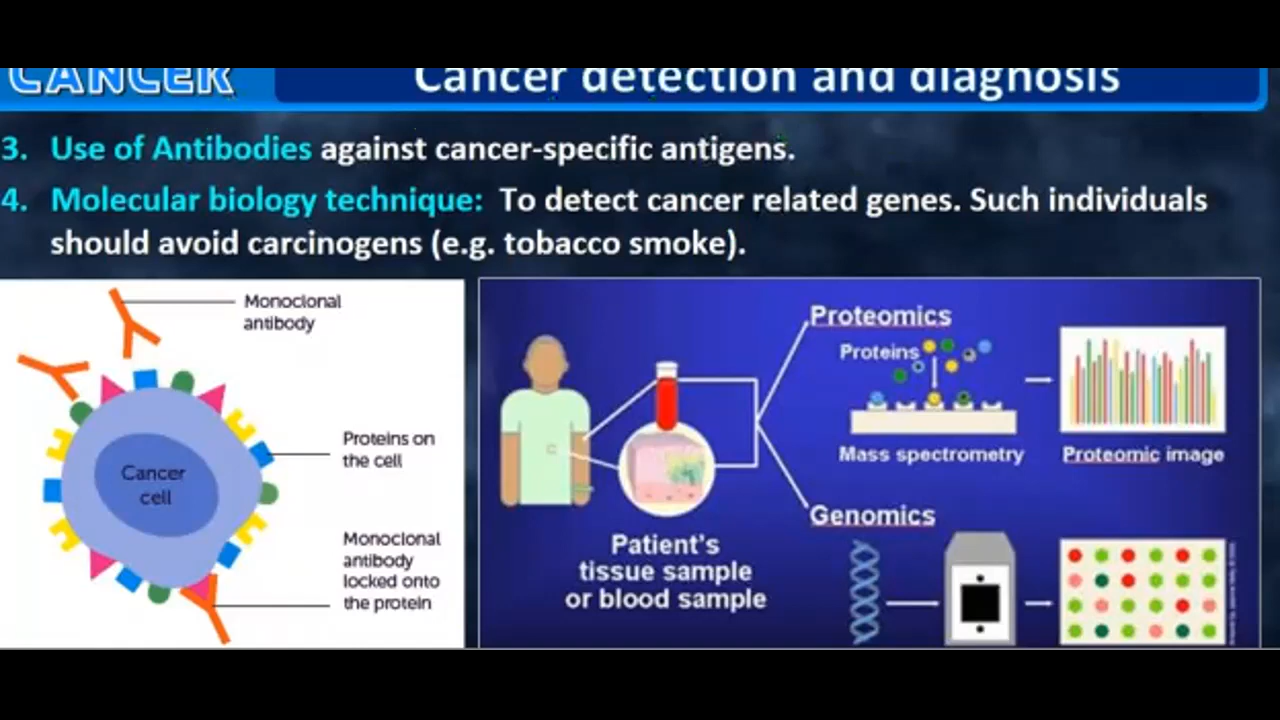 CANCER
Cancer detection and diagnosis
3. Use of Antibodies against cancer-specific antigens.
4. Molecular biology technique: To detect cancer related genes. Such individuals
should avoid carcinogens (e.g. tobacco smoke).
Monoclonal
antibody
Proteins on
the cell
Cancer
cell
Monoclonal
antibody
locked onto
the protein
Patient's
tissue sample
or blood sample
Proteomics
Proteins
Mass spectrometry
Proteomic image
Genomics